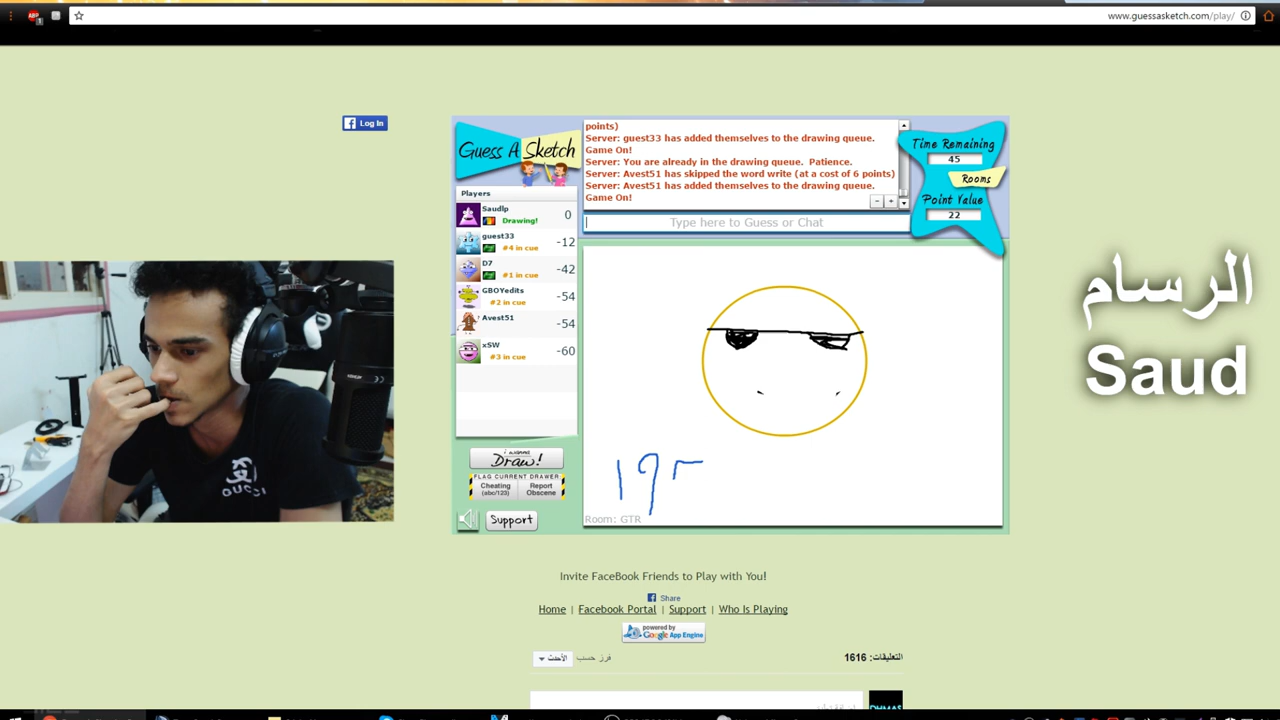 www.guessasketch.com/play/
Log In
Guess A Sketch
points)
Server: guest33 has added themselves to the drawing queue.
Game On!
Server: You are already in the drawing queue. Patience.
Server: Avest51 has skipped the word write (at a cost of 6 points)
Server: Avest51 has added themselves to the drawing queue.
Game On!
Type here to Guess or Chat
Time Remaining
45
Rooms
Point Value
22
Players
Saudlp
Drawing!
0
guest33
#4 in cue
-12
D7
#1 in cue
-42
GBOYedits
#2 in cue
-54
Avest51
-54
xSW
#3 in cue
-60
i wanna
Draw!
FLAG CURRENT DRAWER
Cheating
(abc/123)
Report
Obscene
Support
Room: GTR
GUCCI
الرسام
Saud
Invite FaceBook Friends to Play with You!
Share
Home | Facebook Portal | Support | Who Is Playing
powered by
Google App Engine
التعليقات: 1616
فرز حسب
الأحدث